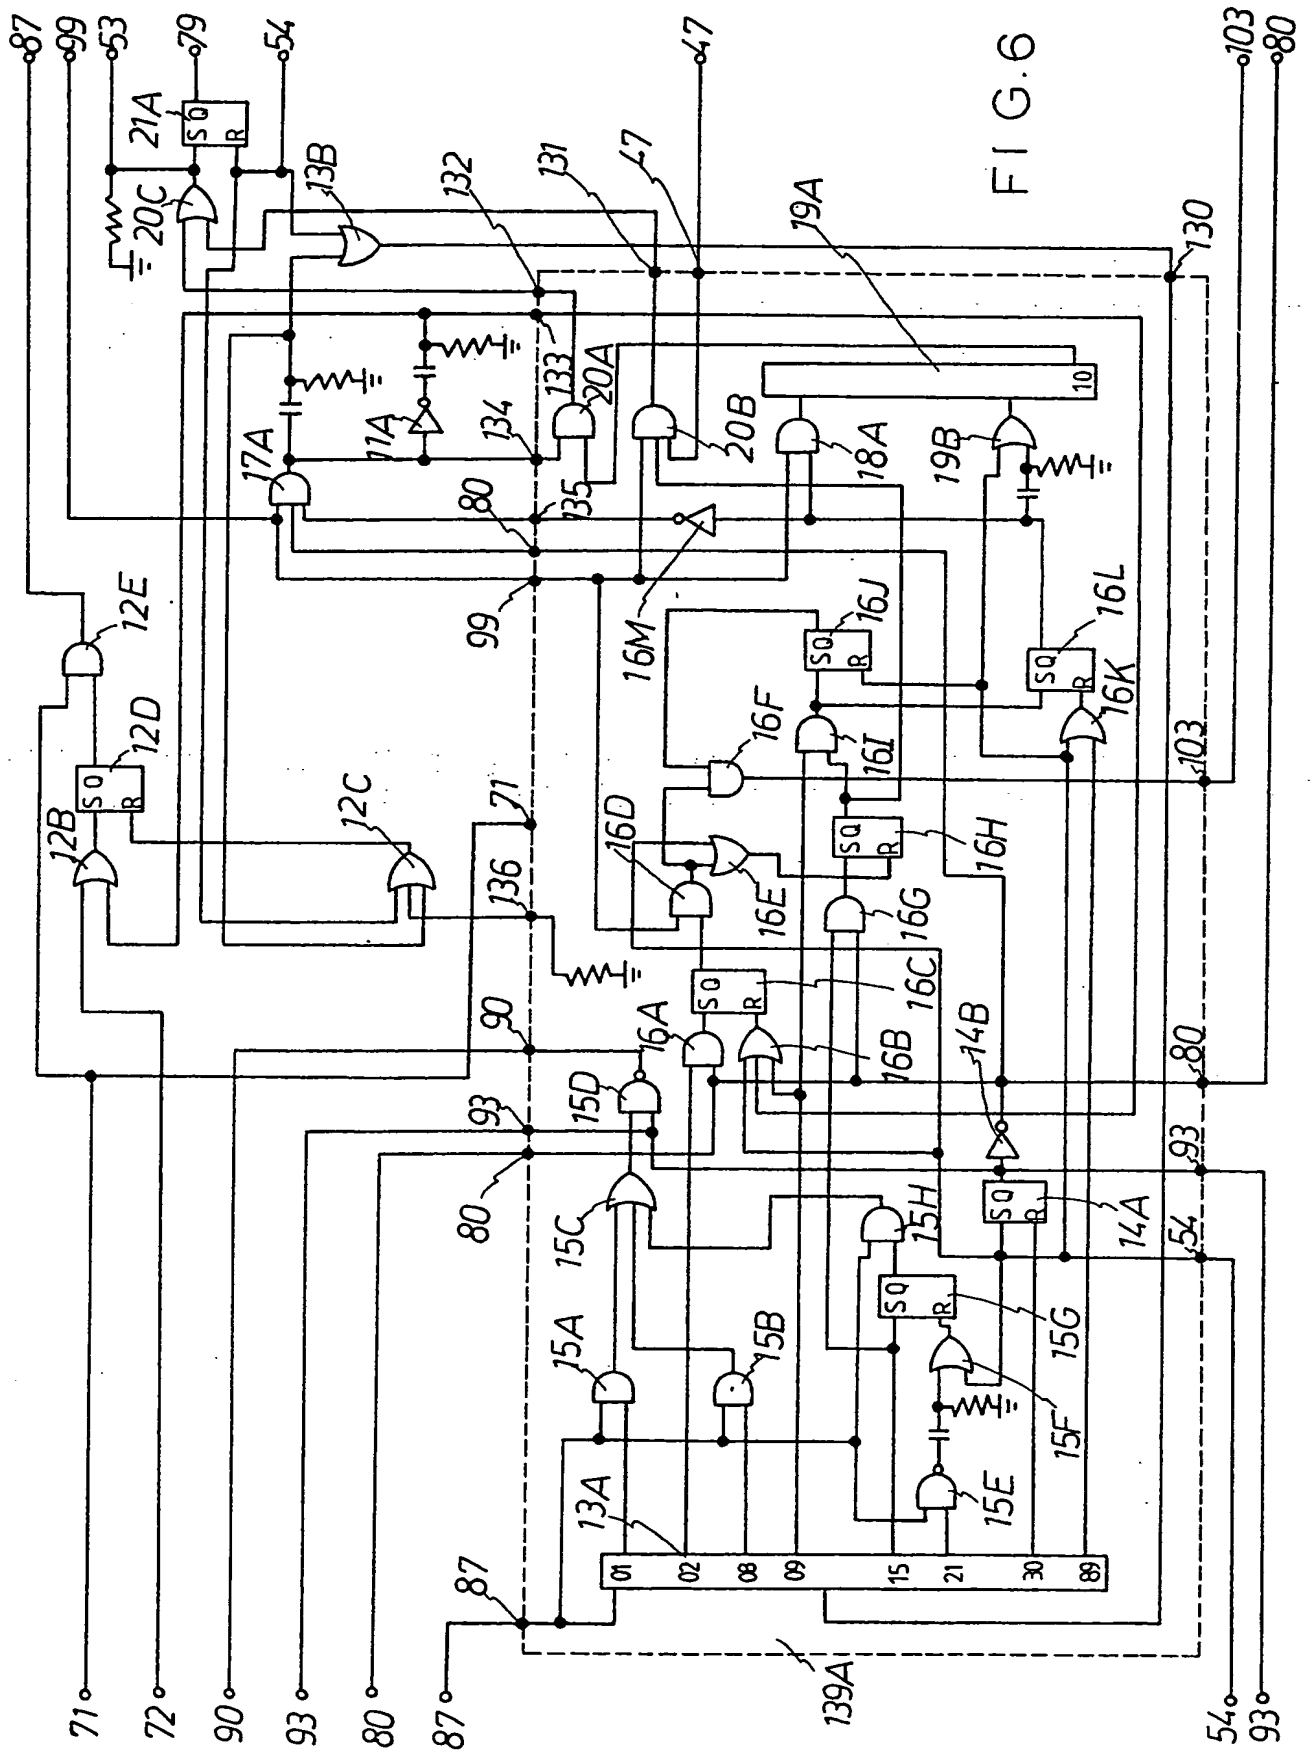 87
99
53
79
54
47
103
80
21A
S Q
R
20C
13B
132
131
47
19A
130
FIG.6
17A
11A
134
133
20A
135
80
99
20B
18A
19B
10
16M
12E
12D
S Q
R
12B
12C
71
136
16D
16F
16J
S Q
R
16I
16L
S Q
R
16K
103
16E
16H
S Q
R
16G
16C
S Q
R
16A
16B
14B
90
93
80
15D
15C
80
93
54
14A
S Q
R
15H
15G
S Q
R
15A
15B
15F
15E
13A
01
02
08
09
15
21
30
89
87
139A
71
72
90
93
80
87
54
93